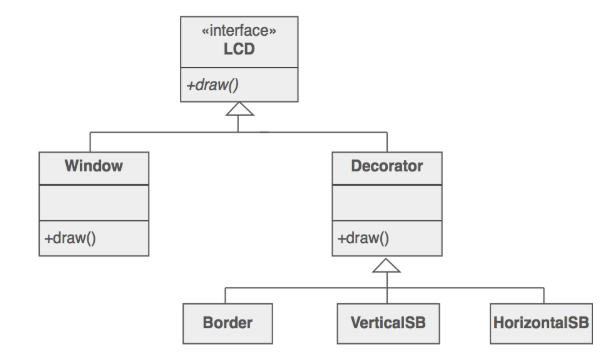 «interface»
LCD
+draw()
Window
+draw()
Decorator
+draw()
Border
VerticalSB
HorizontalSB